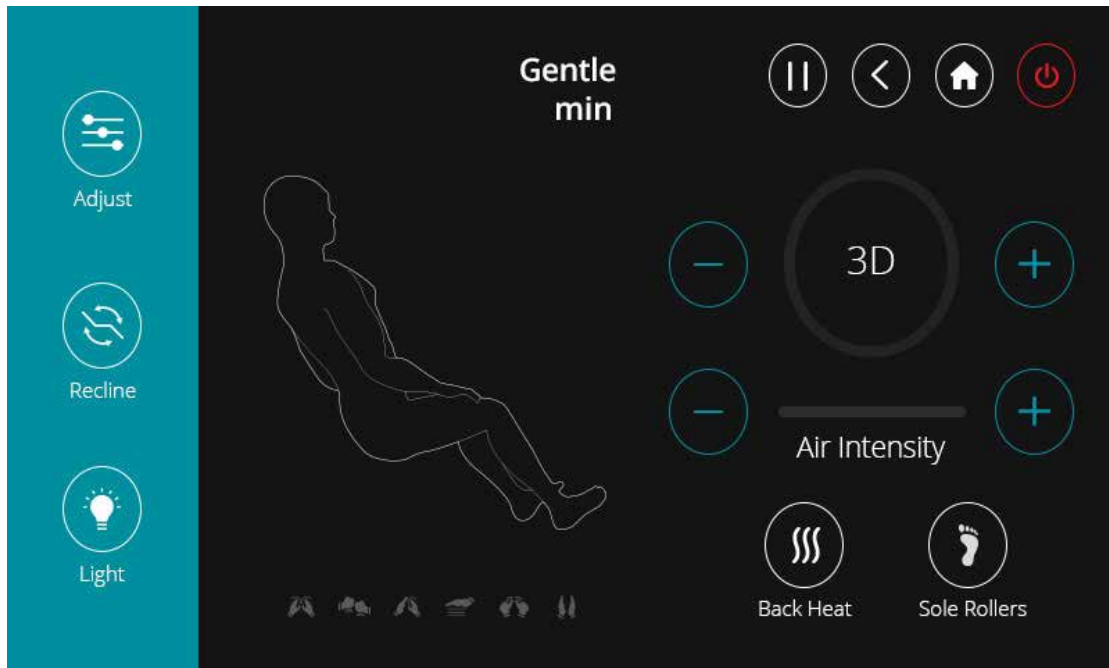 Gentle
min
Adjust
Recline
Light
3D
Air Intensity
Back Heat
Sole Rollers